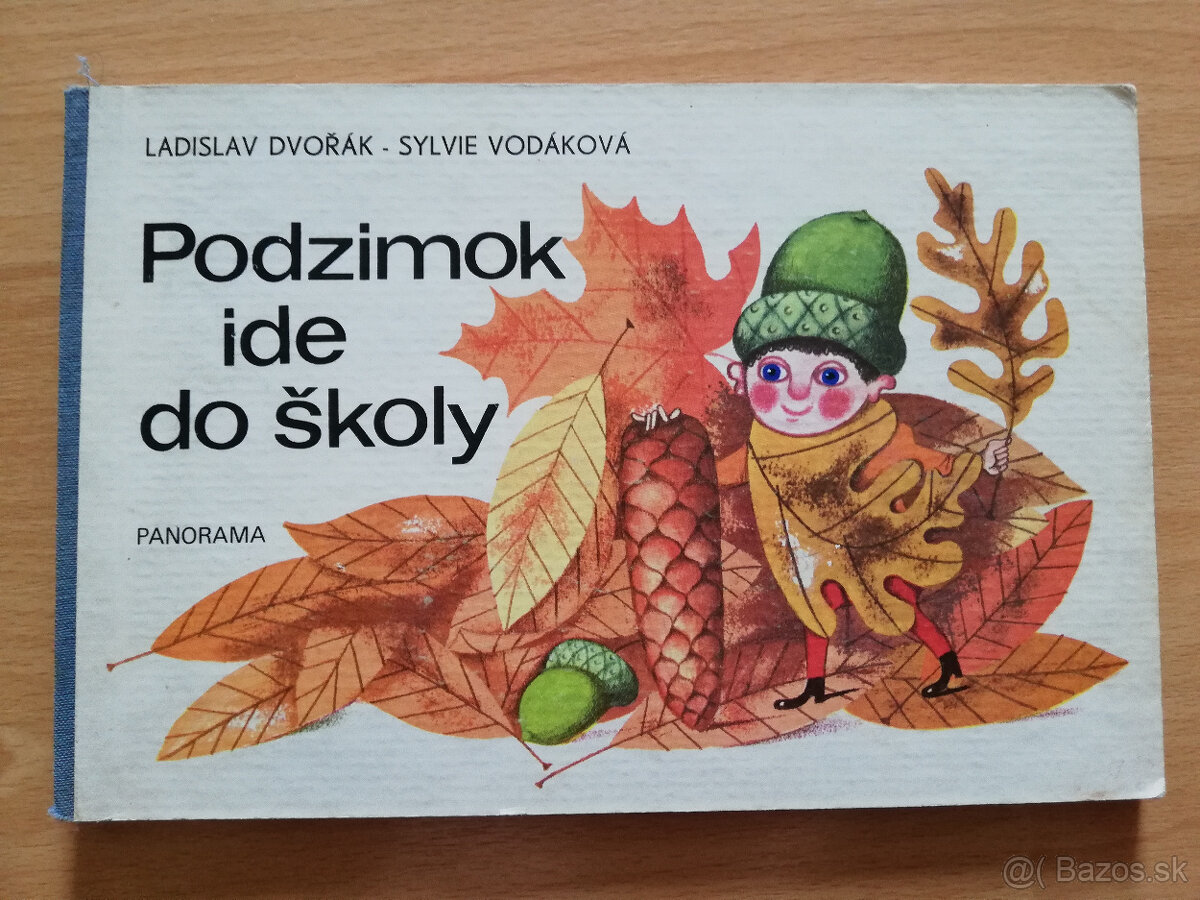 LADISLAV DVOŘÁK - SYLVIE VODÁKOVÁ
Podzimok
ide
do školy
PANORAMA
@( Bazos.sk